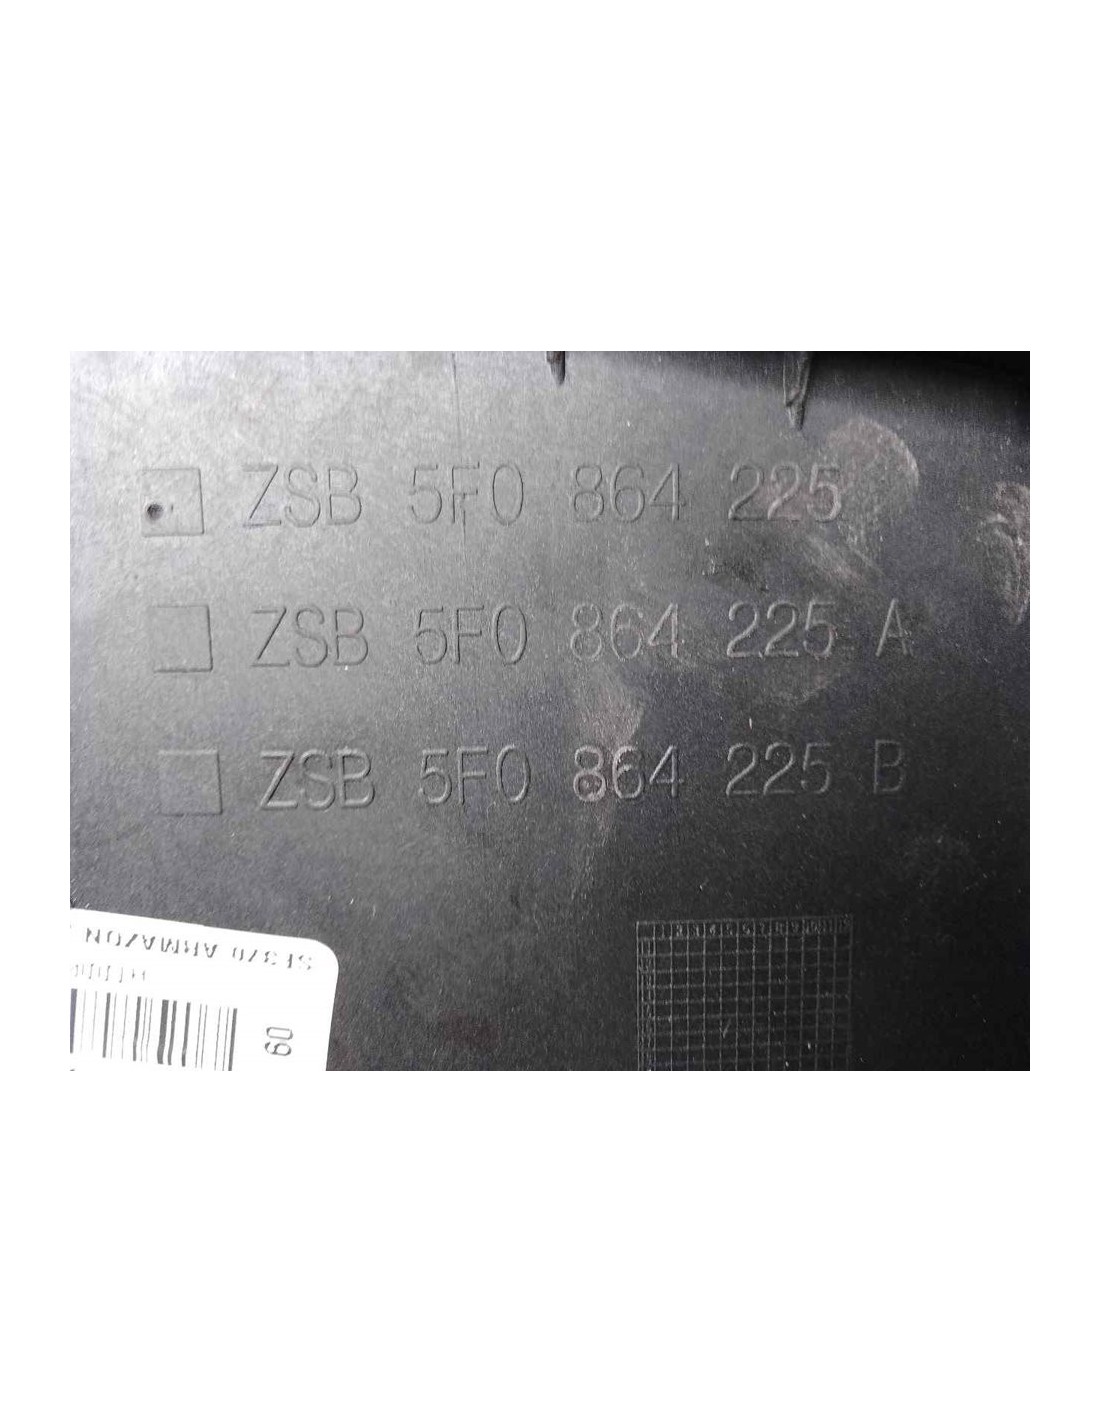 ZSB 5F0 864 225
ZSB 5F0 864 225 A
ZSB 5F0 864 225 B
SE370 ARMAZON
60